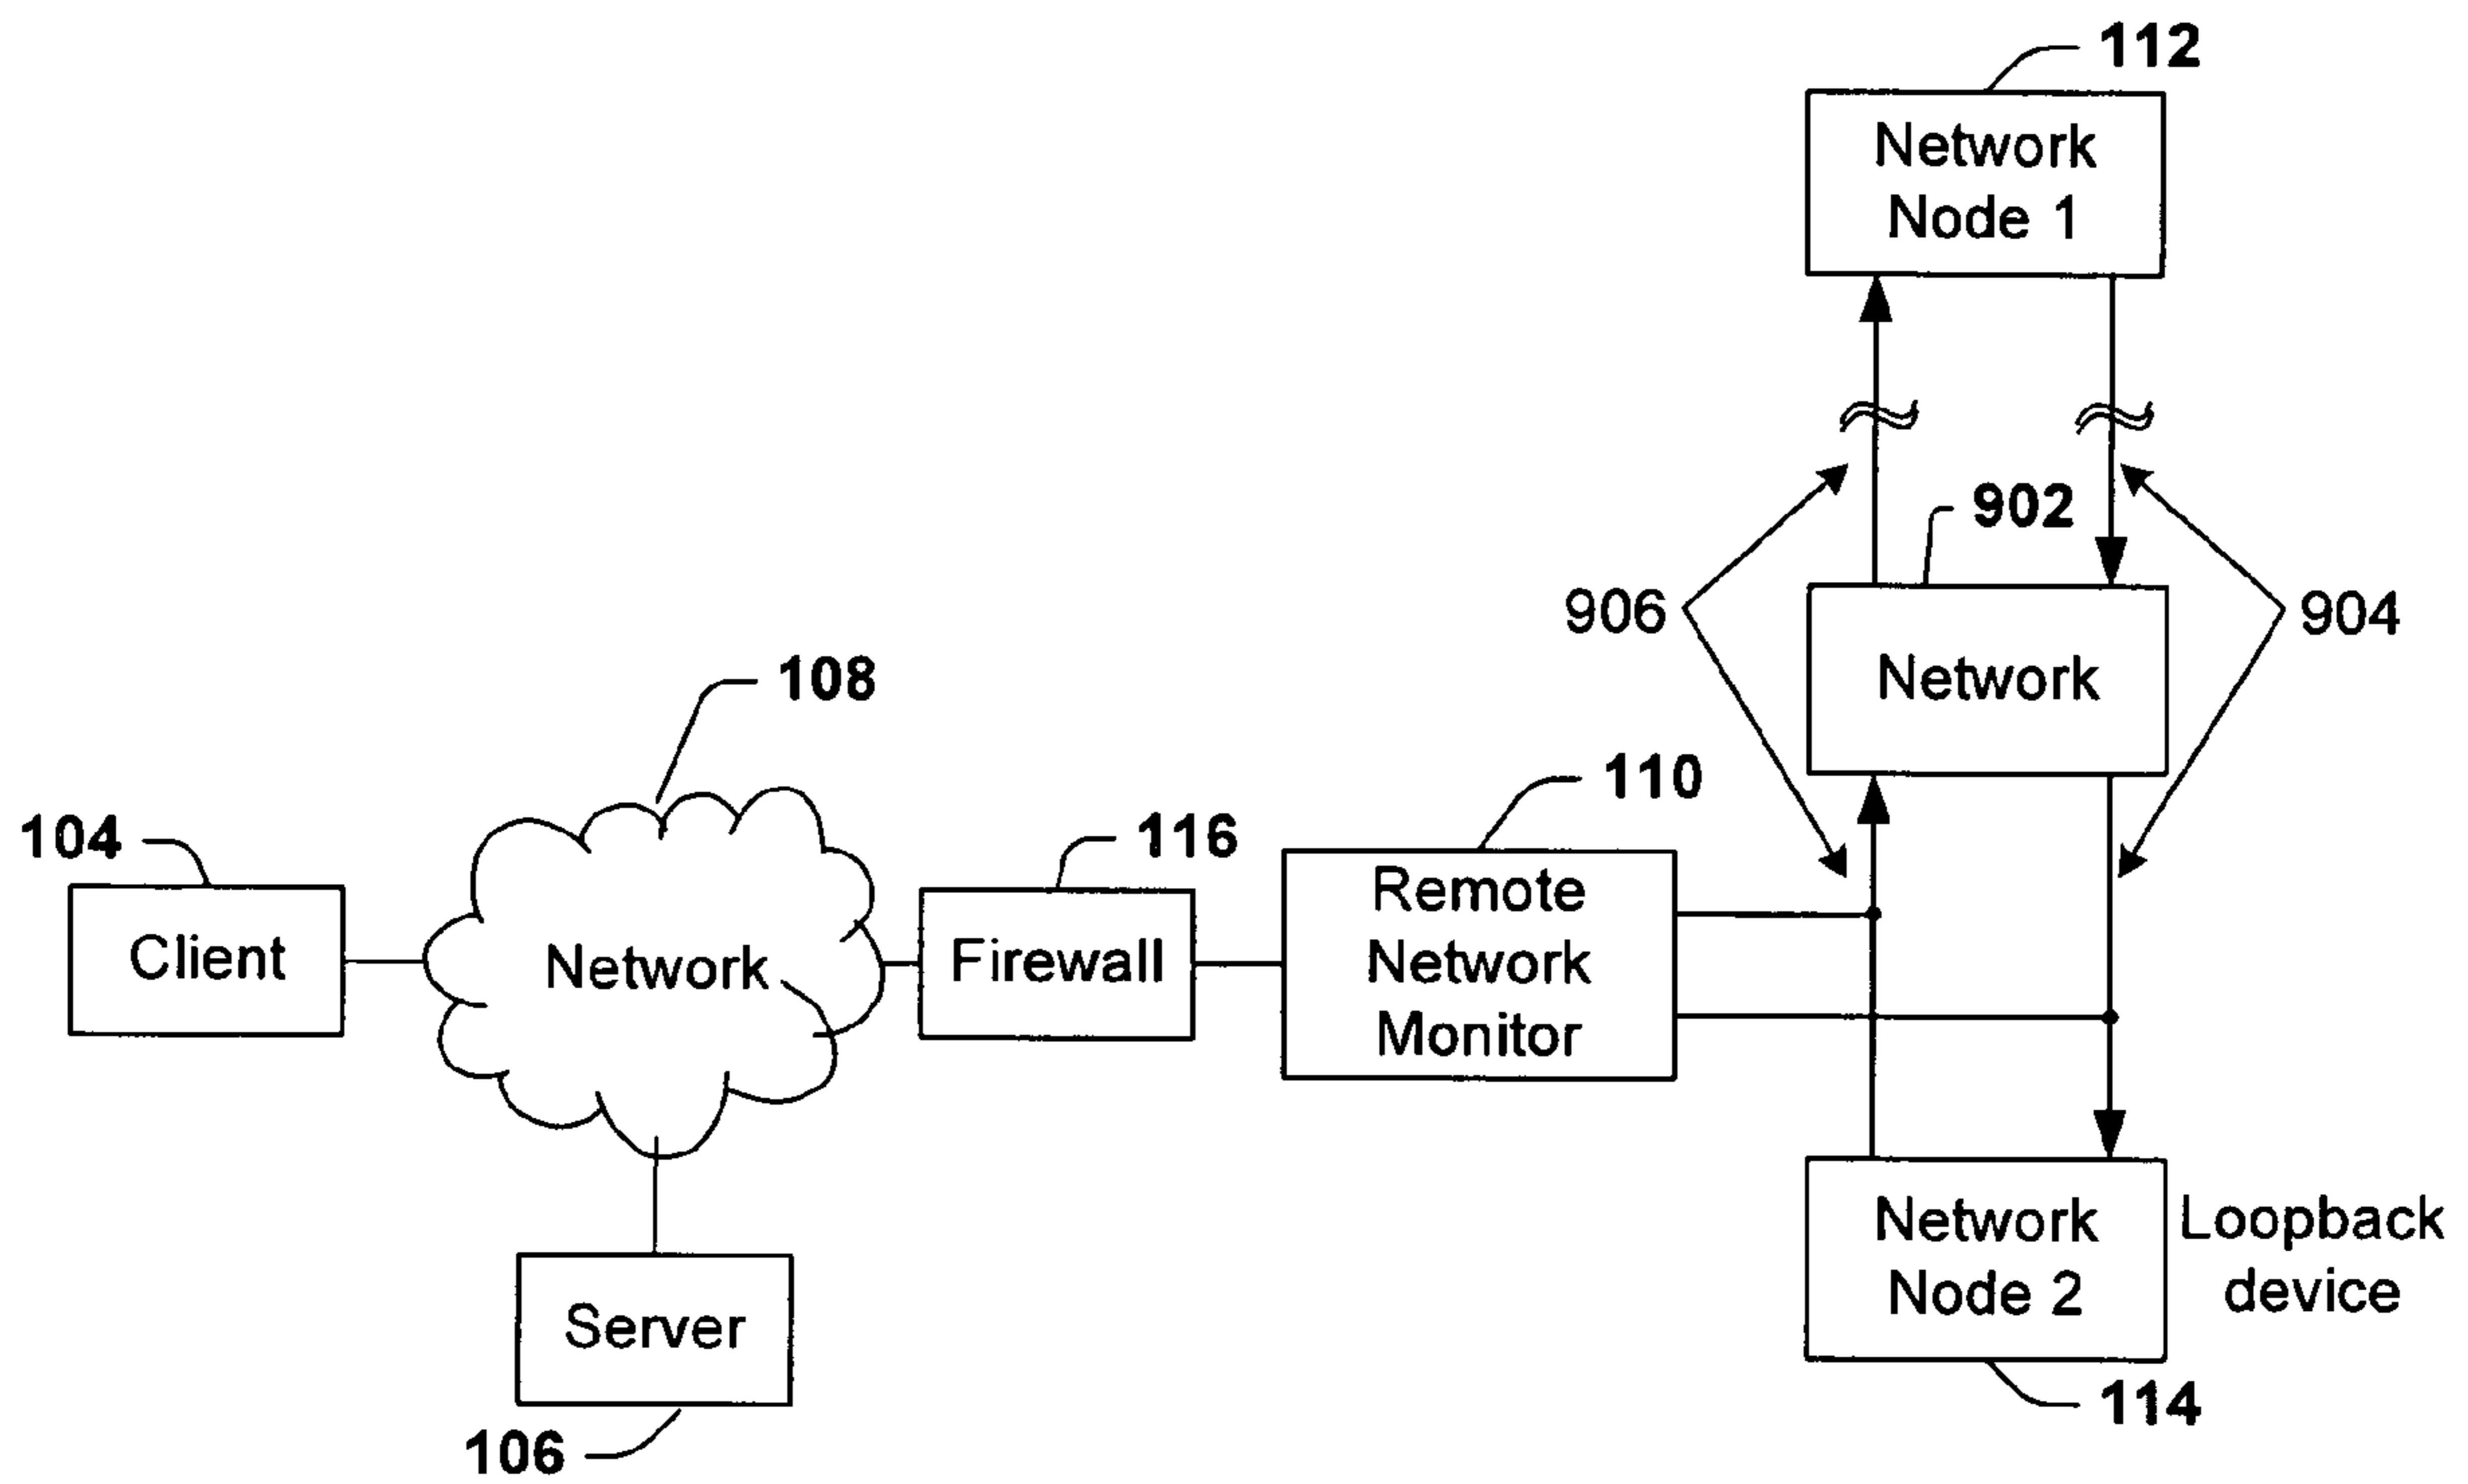 112
Network
Node 1
902
906
904
Network
108
110
104
116
Client
Network
Firewall
Remote
Network
Monitor
Server
106
Network
Node 2
Loopback
device
114